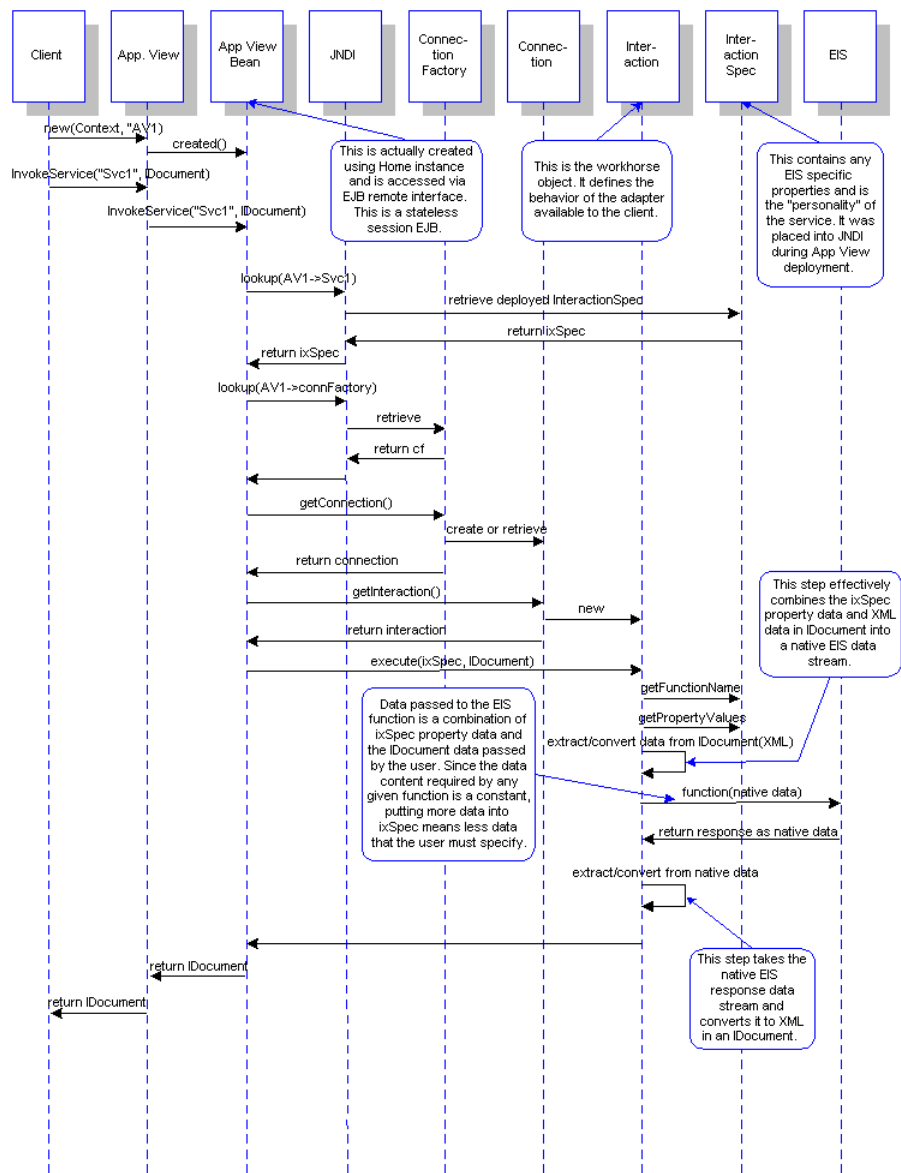 Client
App. View
App View
Bean
JNDI
Connec-
tion
Factory
Connec-
tion
Inter-
action
Inter-
action
Spec
EIS
new(Context, "AV1)
created()
InvokeService("Svc1", IDocument)
InvokeService("Svc1", IDocument)
This is actually created
using Home instance
and is accessed via
EJB remote interface.
This is a stateless
session EJB.
This is the workhorse
object. It defines the
behavior of the adapter
available to the client.
This contains any
EIS specific
properties and is
the "personality" of
the service. It was
placed into JNDI
during App View
deployment.
lookup(AV1->Svc1)
retrieve deployed InteractionSpec
return ixSpec
return ixSpec
lookup(AV1->connFactory)
retrieve
return cf
getConnection()
create or retrieve
return connection
getInteraction()
new
return interaction
execute(ixSpec, IDocument)
This step effectively
combines the ixSpec
property data and XML
data in IDocument into
a native EIS data
stream.
getFunctionName
getPropertyValues
extract/convert data from IDocument(XML)
Data passed to the EIS
function is a combination of
ixSpec property data and
the IDocument data passed
by the user. Since the data
content required by any
given function is a constant,
putting more data into
ixSpec means less data
that the user must specify.
function(native data)
return response as native data
extract/convert from native data
This step takes the
native EIS
response data
stream and
converts it to XML
in an IDocument.
return IDocument
return IDocument